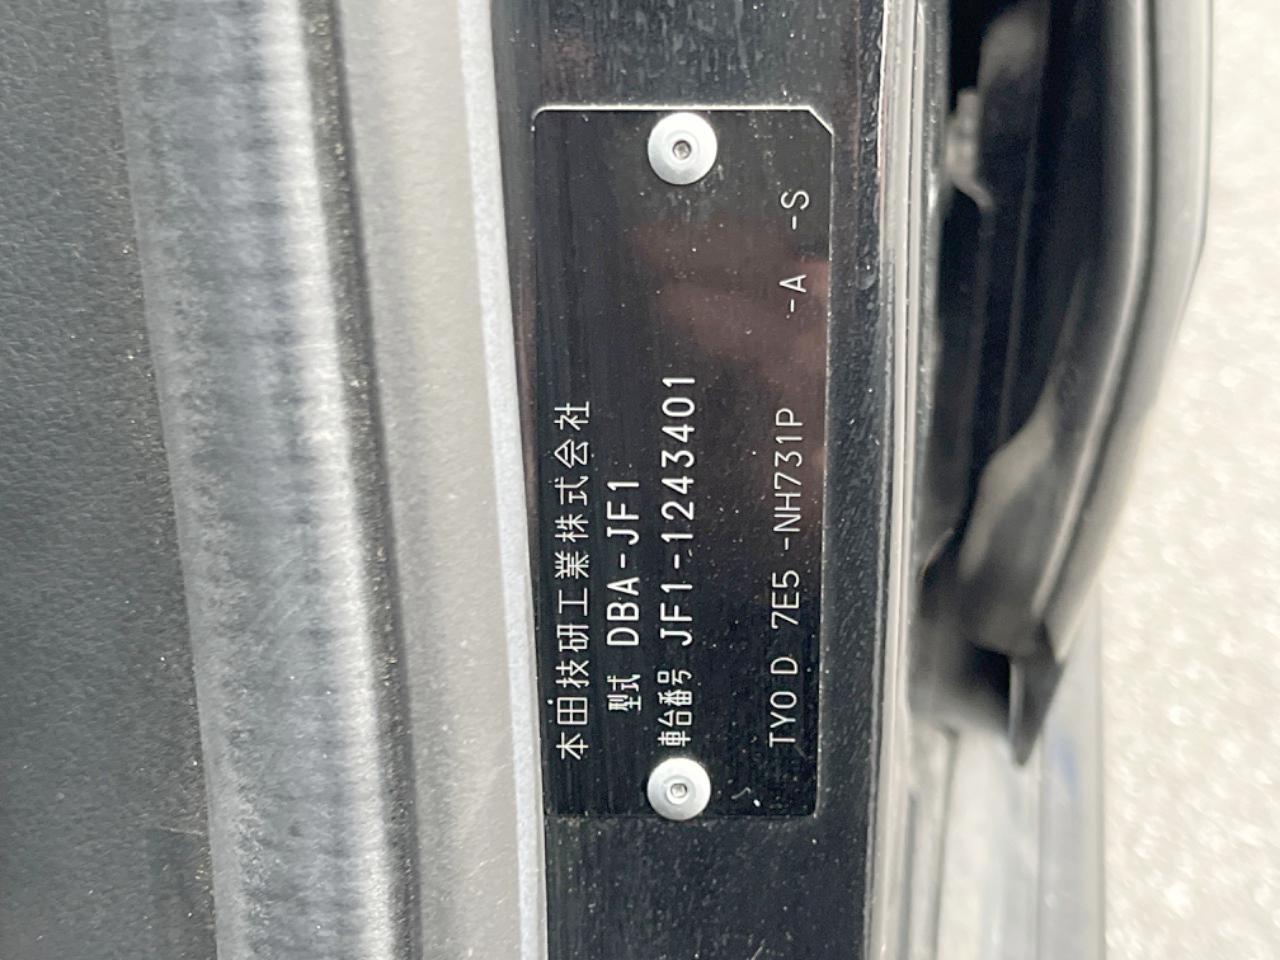 本田技研工業株式会社
型式 DBA-JF1
車台番号 JF1-1243401
TYO D 7E5 -NH731P -A -S